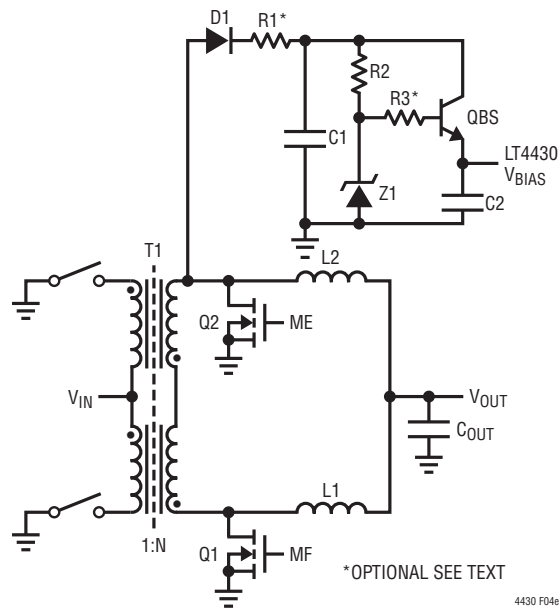 D1
R1*
R2
R3*
QBS
C1
LT4430
VBIAS
Z1
C2
T1
L2
Q2
ME
VIN
VOUT
COUT
L1
1:N
Q1
MF
*OPTIONAL SEE TEXT
4430 F04e